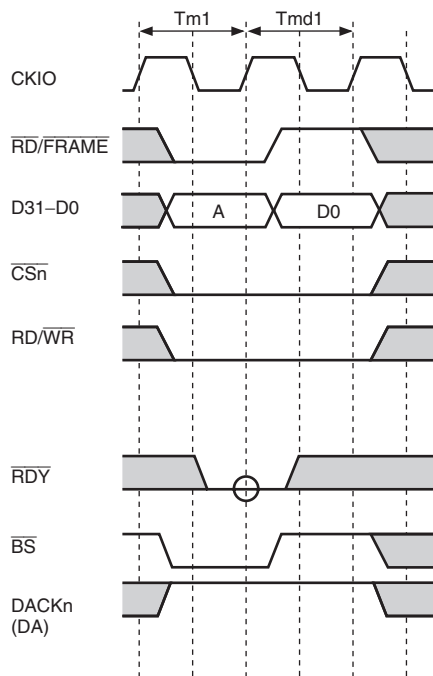 Tm1 Tmd1
CKIO
RD/FRAME
D31–D0 A D0
CSn
RD/WR
RDY
BS
DACKn
(DA)